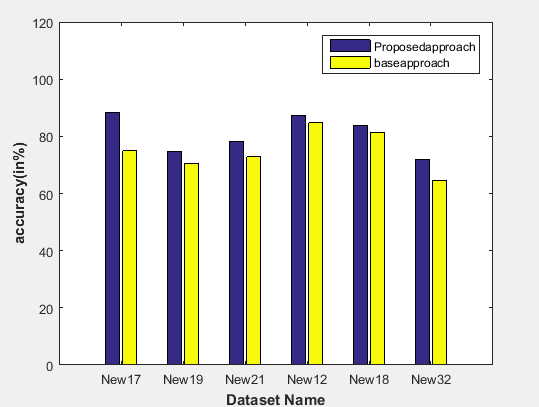 120
100
80
60
40
20
0
accuracy(in%)
Proposedapproach
baseapproach
New17 New19 New21 New12 New18 New32
Dataset Name